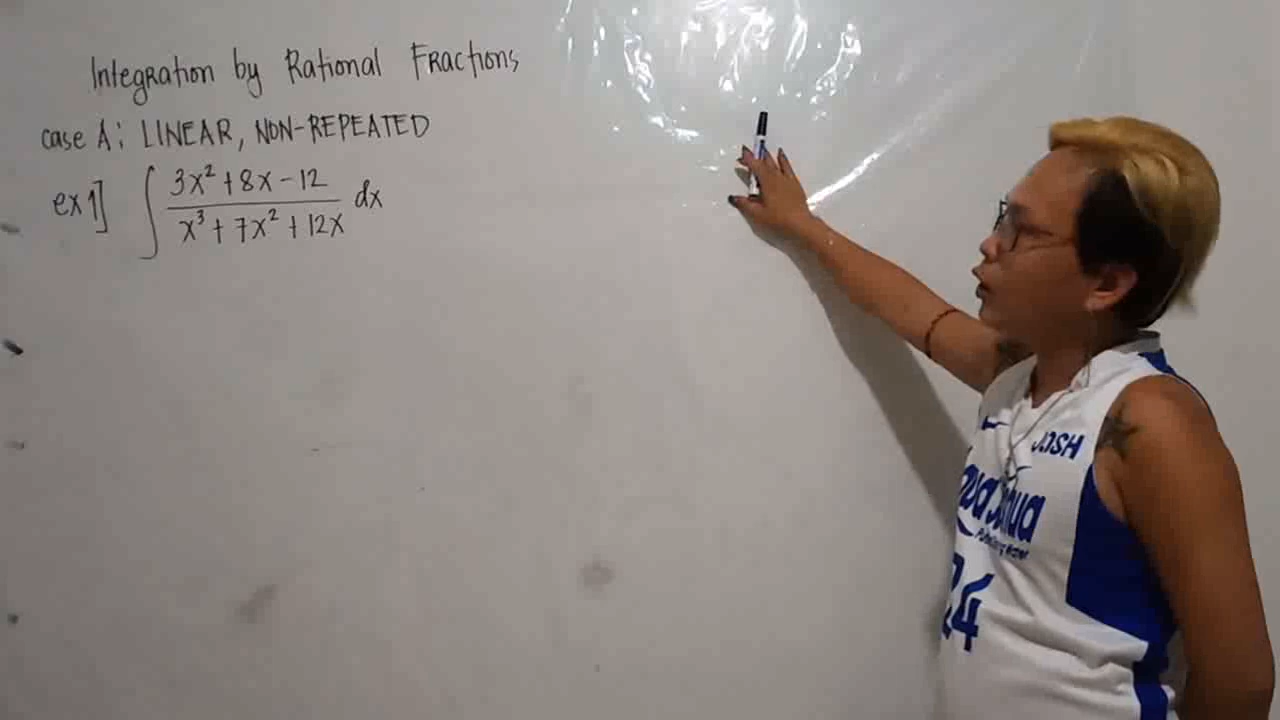 Integration by Rational Fractions
case A: LINEAR, NON-REPEATED
ex 1] ∫ (3x² + 8x - 12) / (x³ + 7x² + 12x) dx
JOSH
24